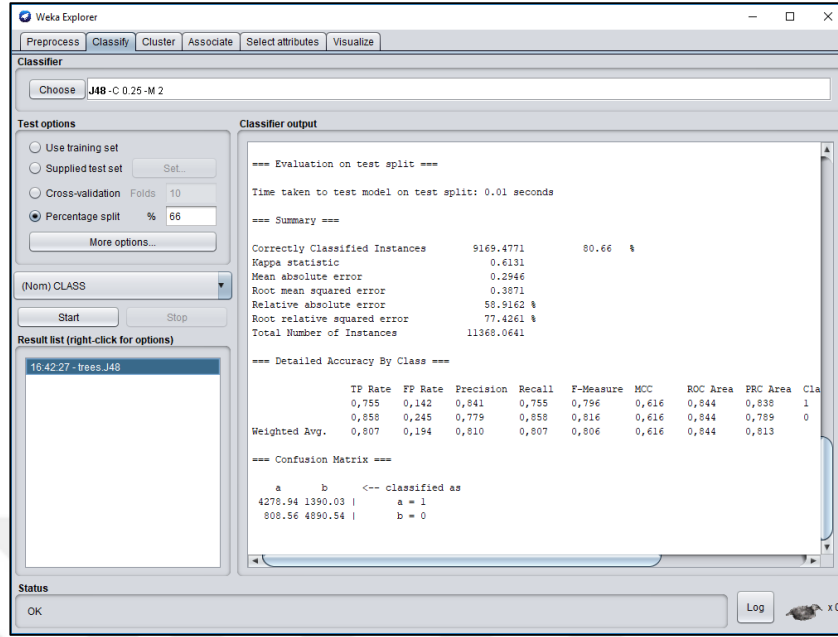 Weka Explorer
Preprocess Classify Cluster Associate Select attributes Visualize
Classifier
Choose J48 -C 0.25 -M 2
Test options
Use training set
Supplied test set Set...
Cross-validation Folds 10
Percentage split % 66
More options...
(Nom) CLASS
Start Stop
Result list (right-click for options)
16:42:27 - trees.J48
Classifier output
=== Evaluation on test split ===
Time taken to test model on test split: 0.01 seconds
=== Summary ===
Correctly Classified Instances 9169.4771 80.66 %
Kappa statistic 0.6131
Mean absolute error 0.2946
Root mean squared error 0.3871
Relative absolute error 58.9162 %
Root relative squared error 77.4261 %
Total Number of Instances 11368.0641
=== Detailed Accuracy By Class ===
TP Rate FP Rate Precision Recall F-Measure MCC ROC Area PRC Area Cla
0,755 0,142 0,841 0,755 0,796 0,616 0,844 0,838 1
0,858 0,245 0,779 0,858 0,816 0,616 0,844 0,789 0
Weighted Avg. 0,807 0,194 0,810 0,807 0,806 0,616 0,844 0,813
=== Confusion Matrix ===
a b <-- classified as
4278.94 1390.03 | a = 1
808.56 4890.54 | b = 0
Status
OK
Log x 0